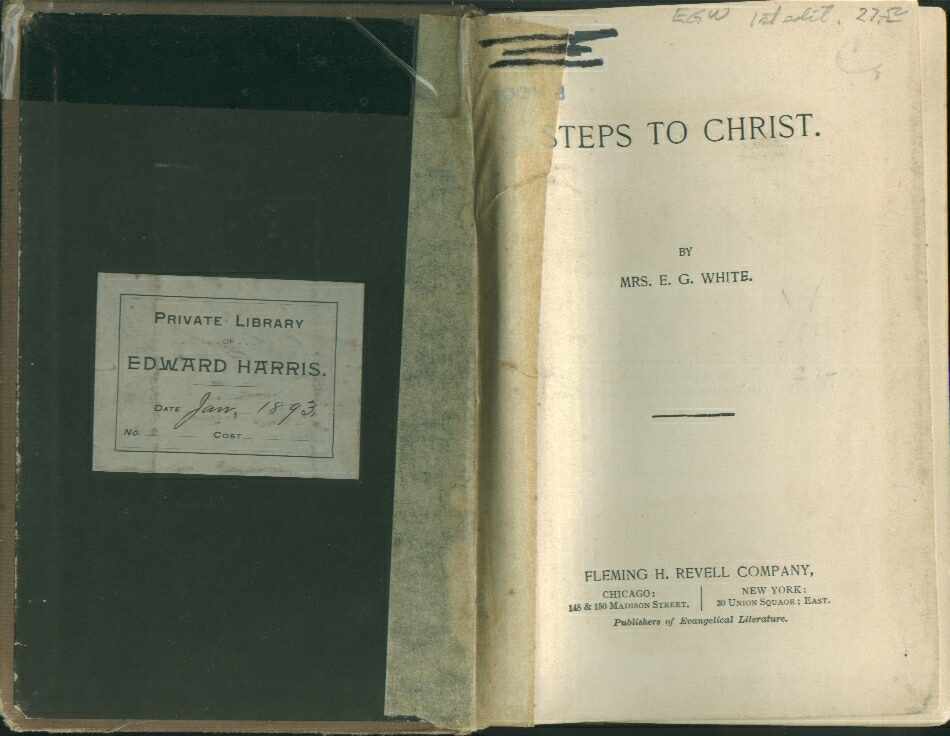 PRIVATE LIBRARY
OF
EDWARD HARRIS.
DATE Jan, 1893.
No. COST
EGW 1st edit. 27.50
STEPS TO CHRIST.
BY
MRS. E. G. WHITE.
FLEMING H. REVELL COMPANY,
CHICAGO:
148 & 150 MADISON STREET.
NEW YORK:
30 UNION SQUAOR; EAST.
Publishers of Evangelical Literature.